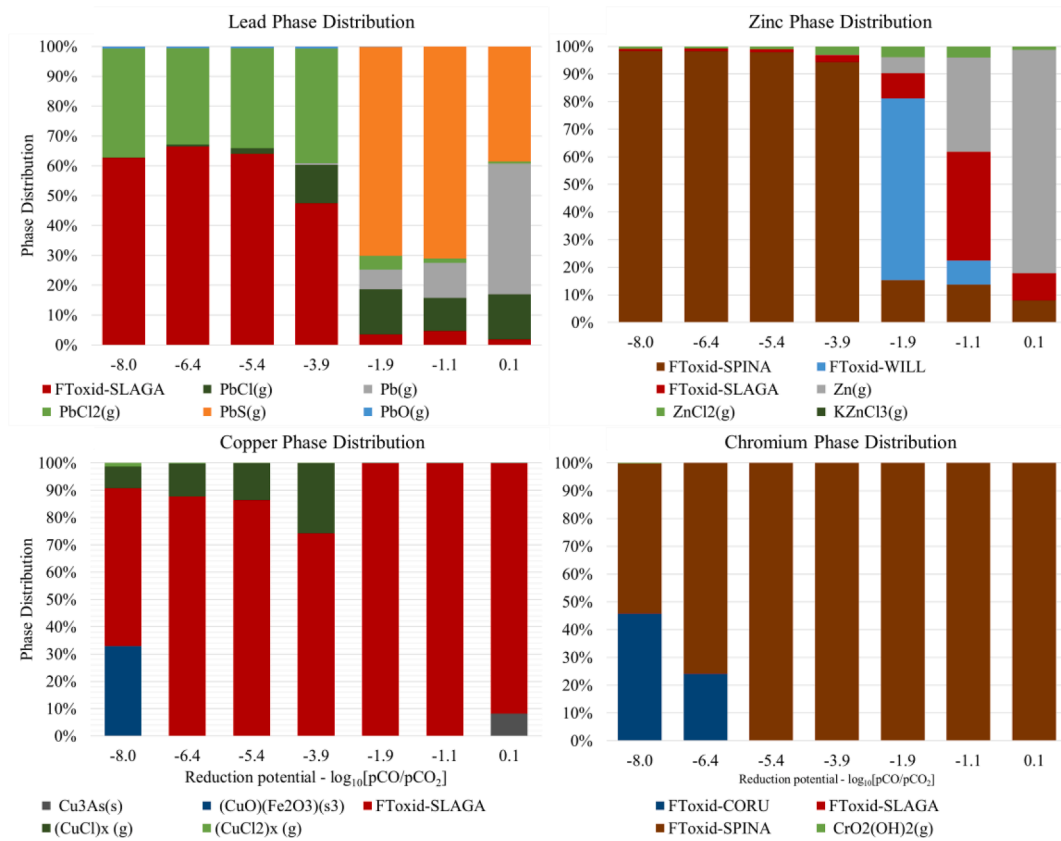 Lead Phase Distribution
100%
90%
80%
70%
60%
50%
40%
30%
20%
10%
0%
Phase Distribution
-8.0 -6.4 -5.4 -3.9 -1.9 -1.1 0.1
FToxid-SLAGA PbCl(g) Pb(g)
PbCl2(g) PbS(g) PbO(g)
Zinc Phase Distribution
100%
90%
80%
70%
60%
50%
40%
30%
20%
10%
0%
-8.0 -6.4 -5.4 -3.9 -1.9 -1.1 0.1
FToxid-SPINA FToxid-WILL
FToxid-SLAGA Zn(g)
ZnCl2(g) KZnCl3(g)
Copper Phase Distribution
100%
90%
80%
70%
60%
50%
40%
30%
20%
10%
0%
Phase Distribution
-8.0 -6.4 -5.4 -3.9 -1.9 -1.1 0.1
Reduction potential - log₁₀[pCO/pCO₂]
Cu3As(s) (CuO)(Fe2O3)(s3) FToxid-SLAGA
(CuCl)x (g) (CuCl2)x (g)
Chromium Phase Distribution
100%
90%
80%
70%
60%
50%
40%
30%
20%
10%
0%
-8.0 -6.4 -5.4 -3.9 -1.9 -1.1 0.1
Reduction potential - log₁₀[pCO/pCO₂]
FToxid-CORU FToxid-SLAGA
FToxid-SPINA CrO2(OH)2(g)